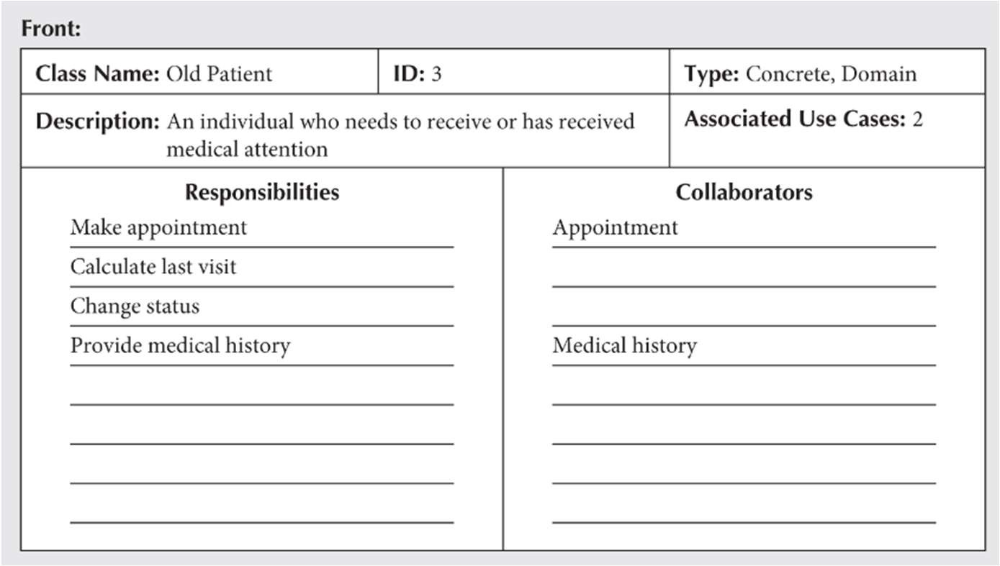 Front:
Class Name: Old Patient
ID: 3
Type: Concrete, Domain
Description: An individual who needs to receive or has received
medical attention
Associated Use Cases: 2
Responsibilities
Make appointment
Calculate last visit
Change status
Provide medical history
Collaborators
Appointment
Medical history